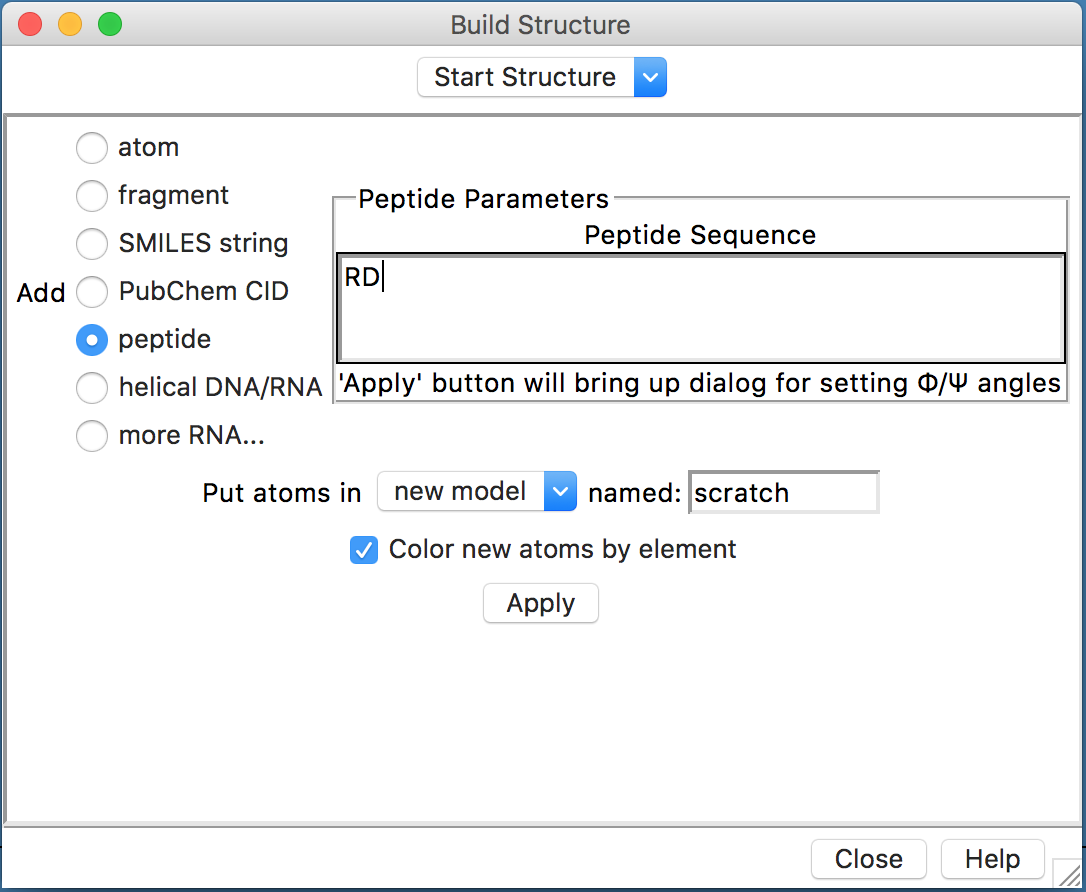 Build Structure
Start Structure
atom
fragment
SMILES string
Add
PubChem CID
peptide
helical DNA/RNA
more RNA...
Peptide Parameters
Peptide Sequence
RD
'Apply' button will bring up dialog for setting Φ/Ψ angles
Put atoms in new model named: scratch
Color new atoms by element
Apply
Close Help